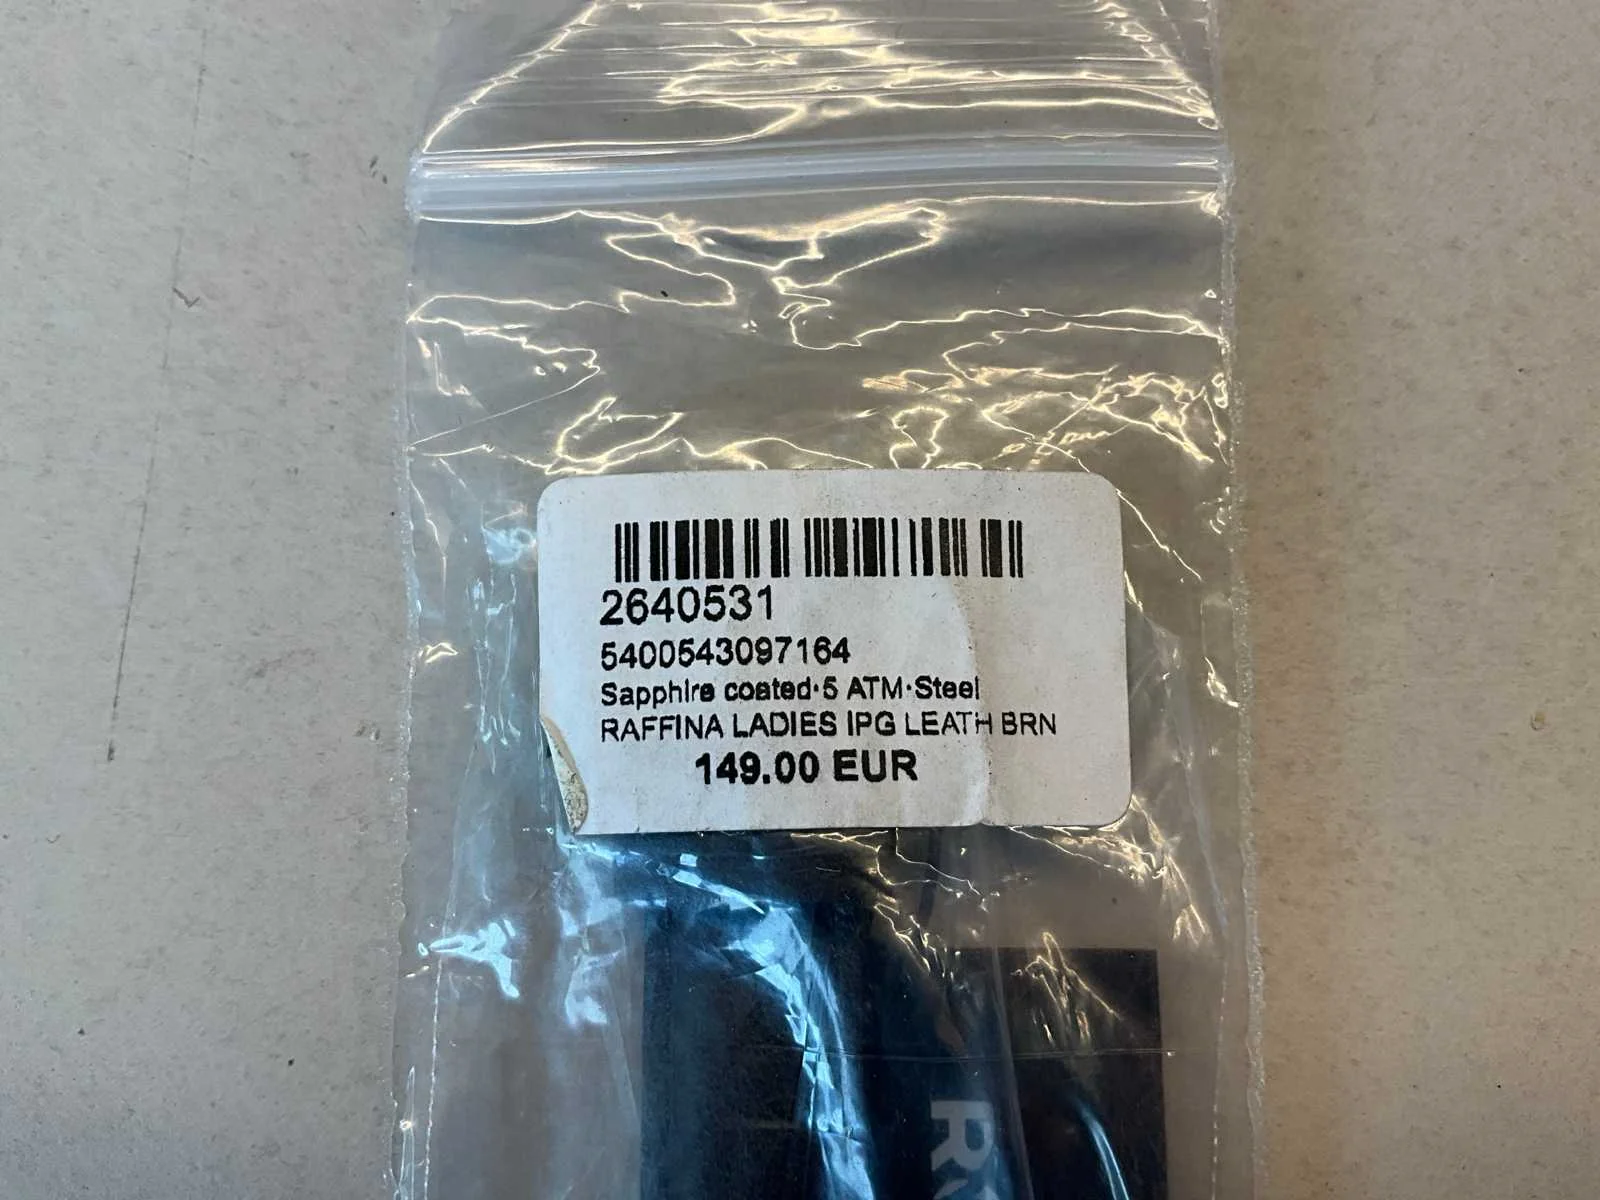 2640531
5400543097164
Sapphire coated·5 ATM·Steel
RAFFINA LADIES IPG LEATH BRN
149.00 EUR
R